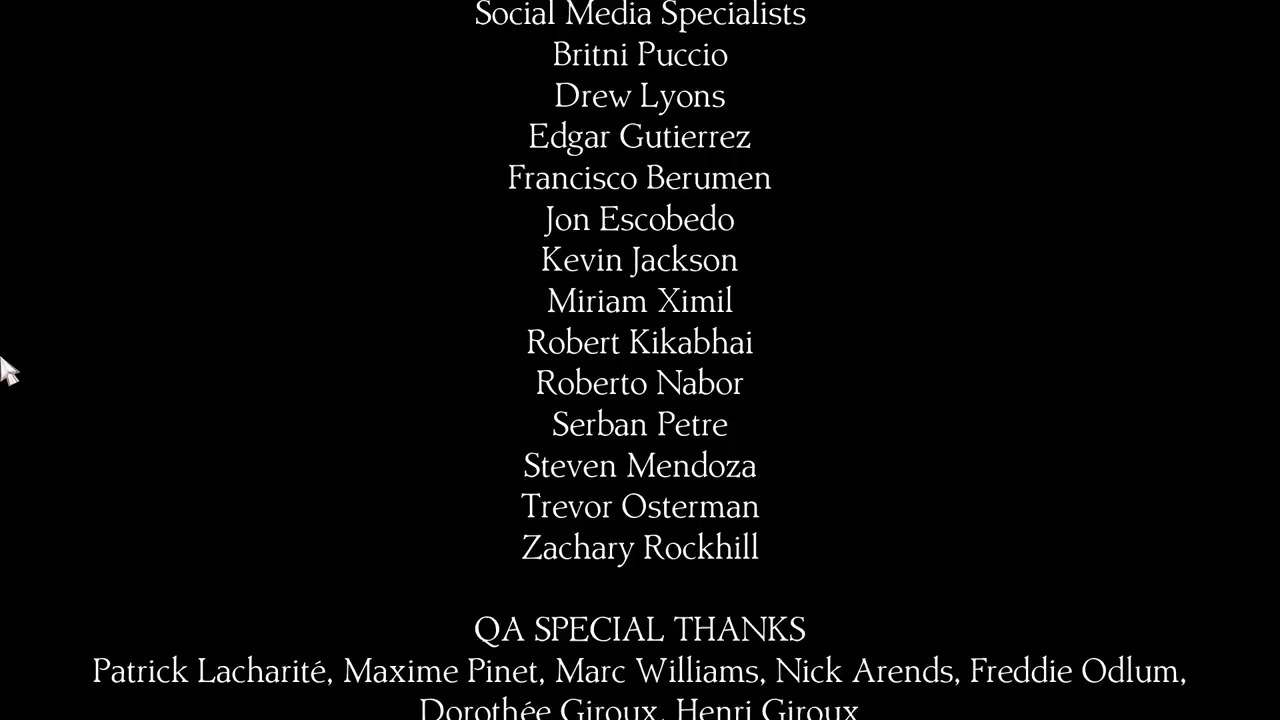 Social Media Specialists
Britni Puccio
Drew Lyons
Edgar Gutierrez
Francisco Berumen
Jon Escobedo
Kevin Jackson
Miriam Ximil
Robert Kikabhai
Roberto Nabor
Serban Petre
Steven Mendoza
Trevor Osterman
Zachary Rockhill
QA SPECIAL THANKS
Patrick Lacharité, Maxime Pinet, Marc Williams, Nick Arends, Freddie Odlum,
Dorothée Giroux, Henri Giroux